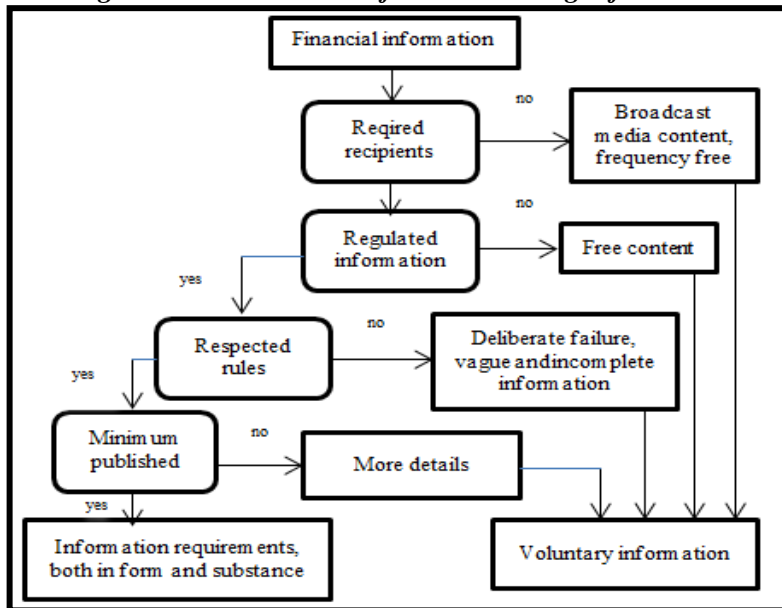 Financial information
no
Reqired
recipients
Broadcast
media content,
frequency free
no
Regulated
information
Free content
yes
Respected
rules
no
Deliberate failure,
vague andincomplete
information
yes
Minimum
published
no
More details
yes
Information requirements,
both in form and substance
Voluntary information